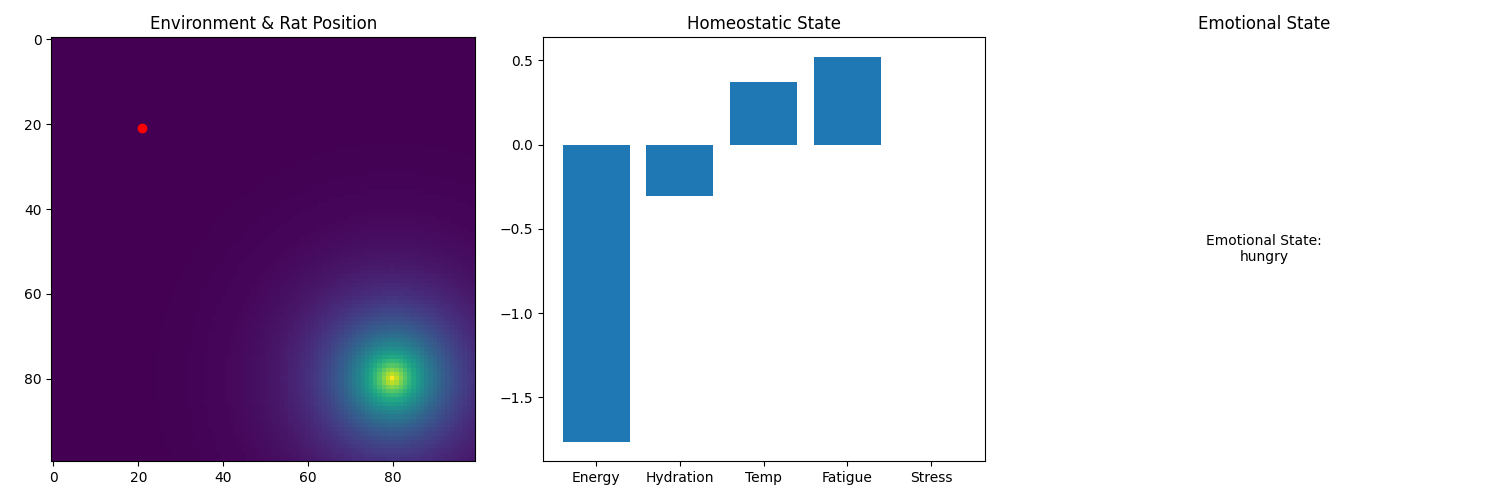 Environment & Rat Position
0
20
40
60
80
0 20 40 60 80
Homeostatic State
0.5
0.0
−0.5
−1.0
−1.5
Energy Hydration Temp Fatigue Stress
Emotional State
Emotional State:
hungry